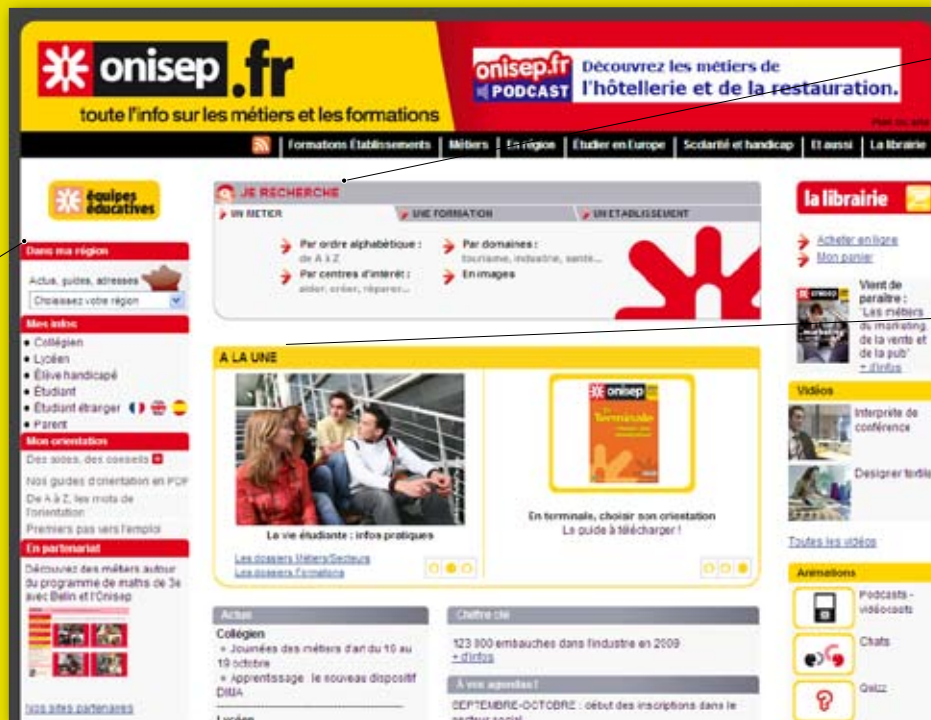 onisep.fr
toute l'info sur les métiers et les formations
onisep.fr
PODCAST
Découvrez les métiers de
l'hôtellerie et de la restauration.
Formations Etablissements
Métiers
En région
Etudier en Europe
Scolarité et handicap
Et aussi
La librairie
équipes
éducatives
Dans ma région
Actus, guides, adresses
Choisissez votre région
Mes infos
Collégien
Lycéen
Élève handicapé
Étudiant
Étudiant étranger
Parent
Mon orientation
Des aides, des conseils
Nos guides d'orientation en PDF
De A à Z, les mots de
l'orientation
Premiers pas vers l'emploi
En partenariat
Découvrez des métiers autour
du programme de maths de 3e
avec Belin et l'Onisep
Nos sites partenaires
JE RECHERCHE
UN METIER
UNE FORMATION
UN ETABLISSEMENT
Par ordre alphabétique :
de A à Z
Par centres d'intérêt :
aider, créer, réparer...
Par domaines :
tourisme, industrie, santé...
En images
A LA UNE
La vie étudiante : infos pratiques
Les dossiers Métiers/Secteurs
Les dossiers Formations
onisep
Terminale
En terminale, choisir son orientation
Le guide à télécharger !
Actus
Collégien
Journées des métiers d'art du 16 au
19 octobre
Apprentissage : le nouveau dispositif
DIMA
Lycéen
Chiffre clé
123 800 embauches dans l'industrie en 2009
+ d'infos
A vos agendas !
SEPTEMBRE-OCTOBRE : début des inscriptions dans le
secteur social
la librairie
Acheter en ligne
Mon panier
onisep
Vient de
paraître :
"Les métiers
du marketing,
de la vente et
de la pub"
+ d'infos
Vidéos
Interprète de
conférence
Designer textile
Toutes les vidéos
Animations
Podcasts -
vidéocasts
Chats
Quizz